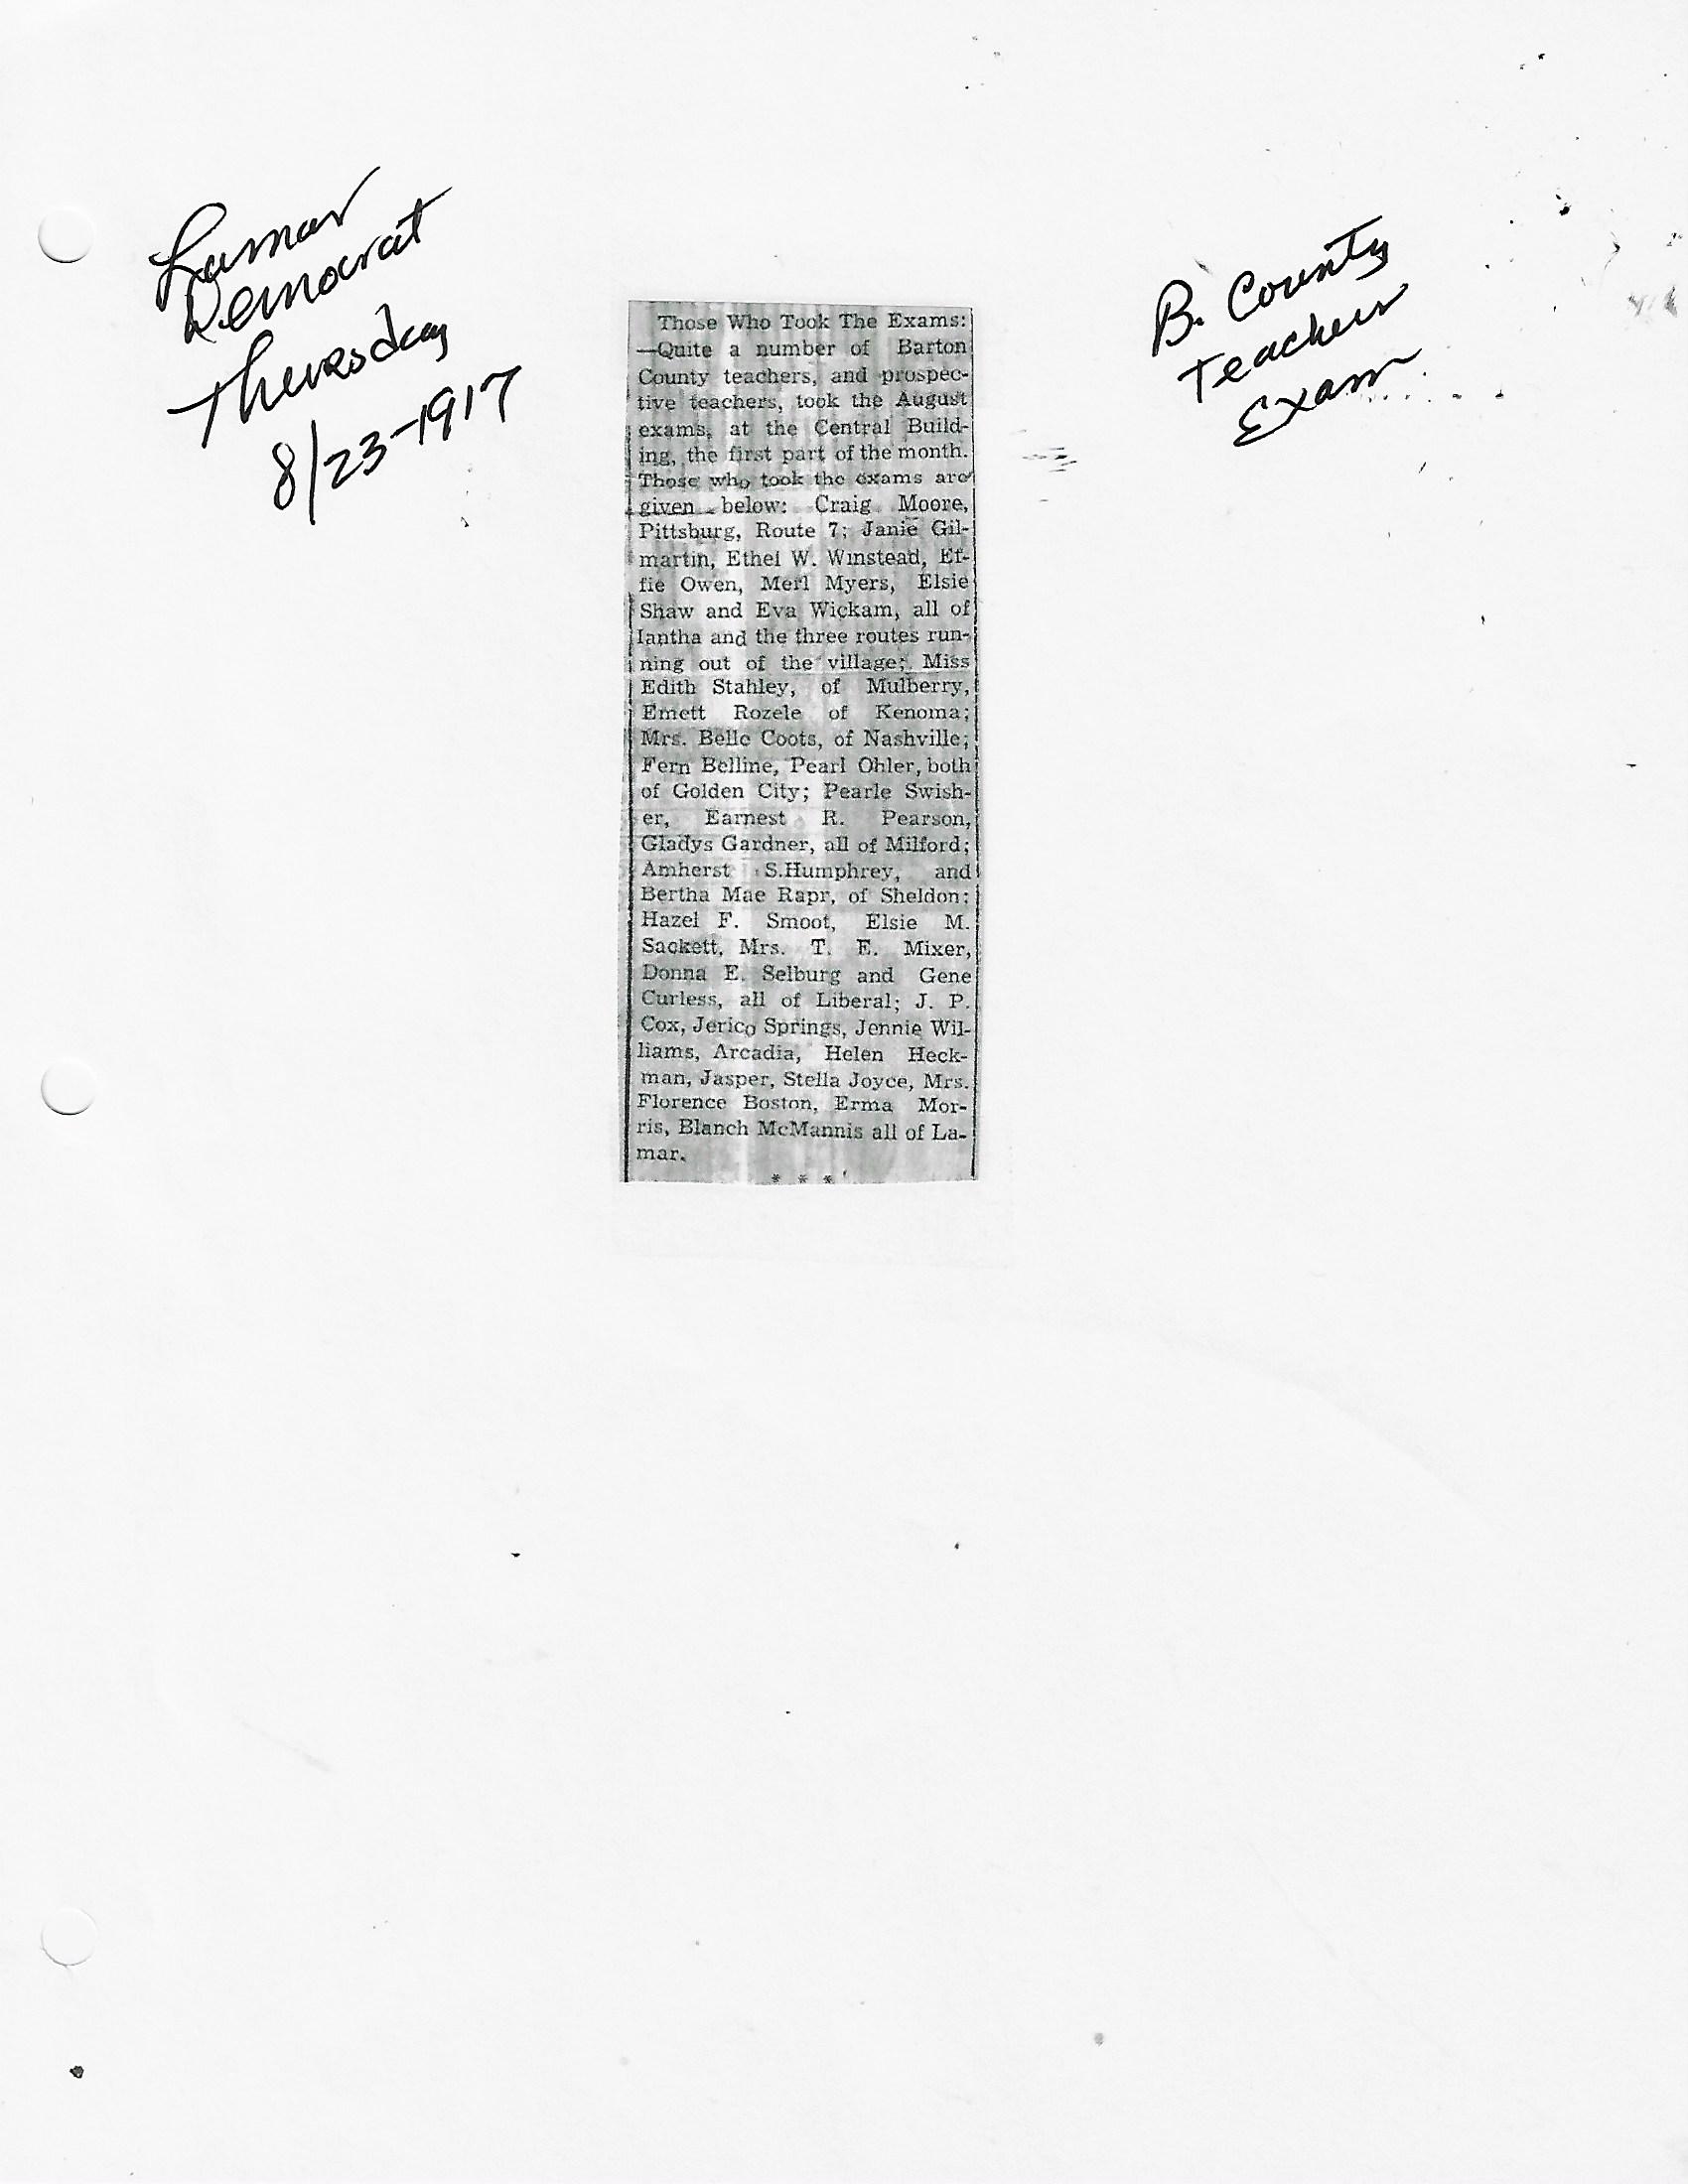 Lamar
Democrat
Thursday
8/23-1917
B. County
Teachers
Exam
Those Who Took The Exams:
—Quite a number of Barton
County teachers, and prospec-
tive teachers, took the August
exams, at the Central Build-
ing, the first part of the month.
Those who took the exams are
given below: Craig Moore,
Pittsburg, Route 7; Janie Gil-
martin, Ethel W. Winstead, Ef-
fie Owen, Merl Myers, Elsie
Shaw and Eva Wickam, all of
Iantha and the three routes run-
ning out of the village; Miss
Edith Stahley, of Mulberry,
Emett Rozele of Kenoma;
Mrs. Belle Coots, of Nashville;
Fern Belline, Pearl Ohler, both
of Golden City; Pearle Swish-
er, Earnest R. Pearson,
Gladys Gardner, all of Milford;
Amherst S.Humphrey, and
Bertha Mae Rapr, of Sheldon;
Hazel F. Smoot, Elsie M.
Sackett, Mrs. T. E. Mixer,
Donna E. Selburg and Gene
Curless, all of Liberal; J. P.
Cox, Jerico Springs, Jennie Wil-
liams, Arcadia, Helen Heck-
man, Jasper, Stella Joyce, Mrs.
Florence Boston, Erma Mor-
ris, Blanch McMannis all of La-
mar.
* * *